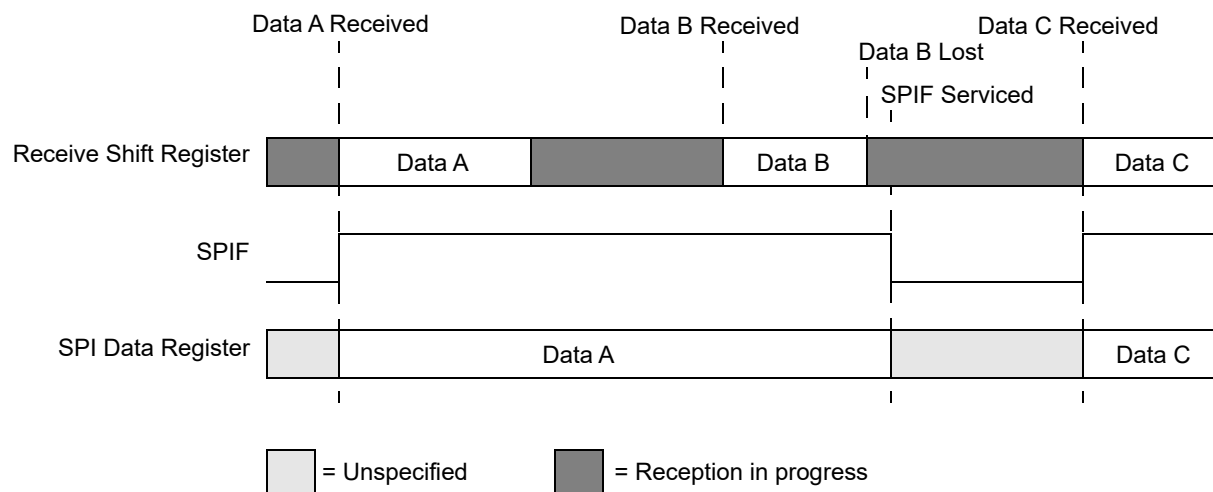 Data A Received
Data B Received
Data C Received
Data B Lost
SPIF Serviced
Receive Shift Register
Data A
Data B
Data C
SPIF
SPI Data Register
Data A
Data C
= Unspecified
= Reception in progress